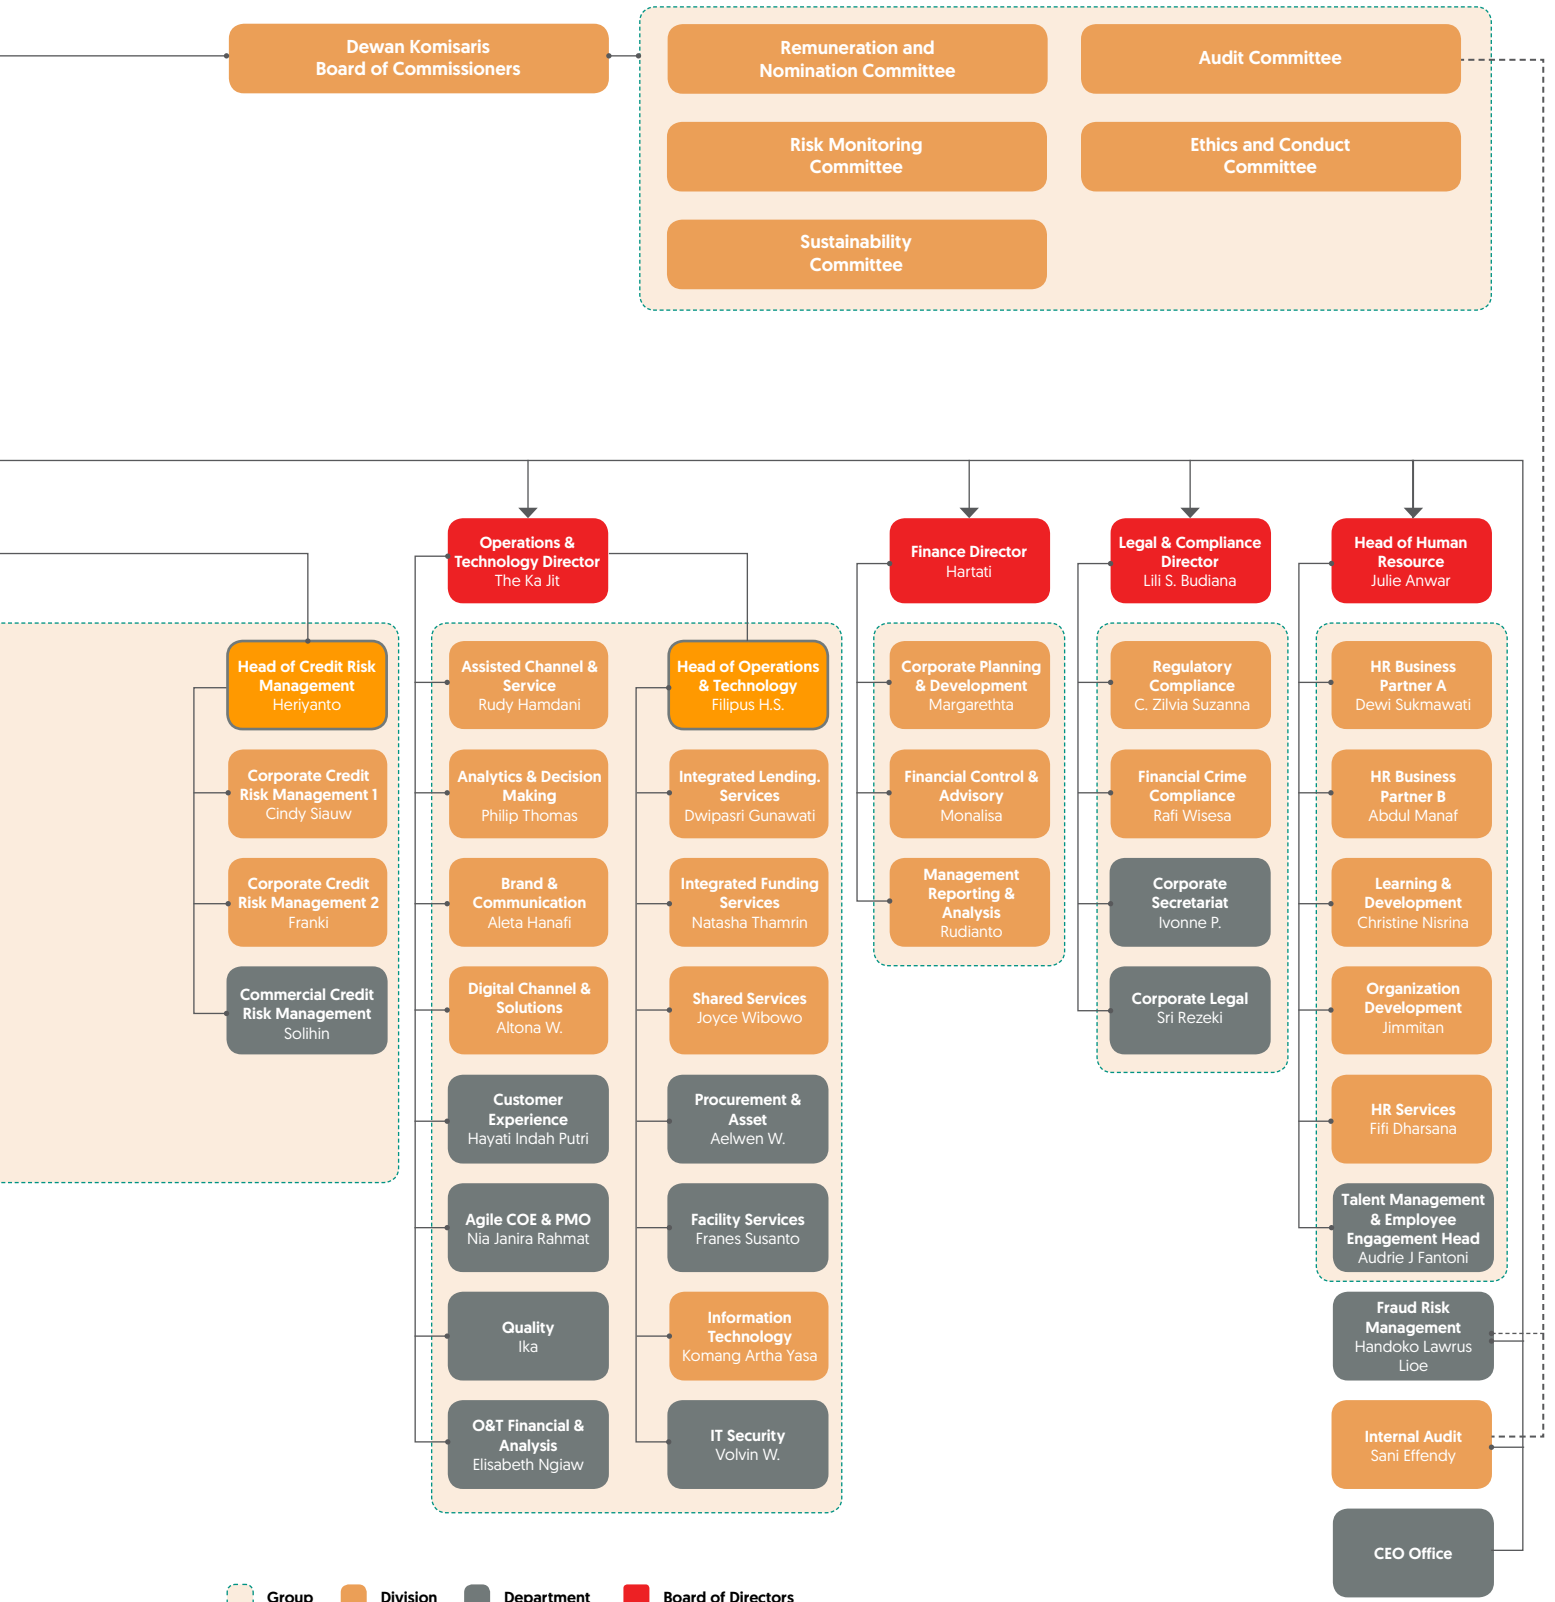 Dewan Komisaris
Board of Commissioners
Remuneration and
Nomination Committee
Audit Committee
Risk Monitoring
Committee
Ethics and Conduct
Committee
Sustainability
Committee
Operations &
Technology Director
The Ka Jit
Finance Director
Hartati
Legal & Compliance
Director
Lili S. Budiana
Head of Human
Resource
Julie Anwar
Head of Credit Risk
Management
Heriyanto
Corporate Credit
Risk Management 1
Cindy Siauw
Corporate Credit
Risk Management 2
Franki
Commercial Credit
Risk Management
Solihin
Assisted Channel &
Service
Rudy Hamdani
Analytics & Decision
Making
Philip Thomas
Brand &
Communication
Aleta Hanafi
Digital Channel &
Solutions
Altona W.
Customer
Experience
Hayati Indah Putri
Agile COE & PMO
Nia Janira Rahmat
Quality
Ika
O&T Financial &
Analysis
Elisabeth Ngiaw
Head of Operations
& Technology
Filipus H.S.
Integrated Lending.
Services
Dwipasri Gunawati
Integrated Funding
Services
Natasha Thamrin
Shared Services
Joyce Wibowo
Procurement &
Asset
Aelwen W.
Facility Services
Franes Susanto
Information
Technology
Komang Artha Yasa
IT Security
Volvin W.
Corporate Planning
& Development
Margarethta
Financial Control &
Advisory
Monalisa
Management
Reporting &
Analysis
Rudianto
Regulatory
Compliance
C. Zilvia Suzanna
Financial Crime
Compliance
Rafi Wisesa
Corporate
Secretariat
Ivonne P.
Corporate Legal
Sri Rezeki
HR Business
Partner A
Dewi Sukmawati
HR Business
Partner B
Abdul Manaf
Learning &
Development
Christine Nisrina
Organization
Development
Jimmitan
HR Services
Fifi Dharsana
Talent Management
& Employee
Engagement Head
Audrie J Fantoni
Fraud Risk
Management
Handoko Lawrus
Lioe
Internal Audit
Sani Effendy
CEO Office
Group
Division
Department
Board of Directors